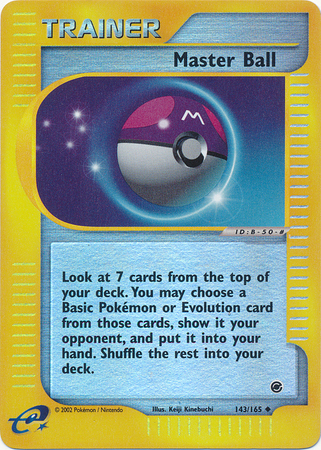 TRAINER
Master Ball
M
ID:B-50-#
Look at 7 cards from the top of
your deck. You may choose a
Basic Pokémon or Evolution card
from those cards, show it your
opponent, and put it into your
hand. Shuffle the rest into your
deck.
e
© 2002 Pokémon / Nintendo Illus. Keiji Kinebuchi 143/165 ◆